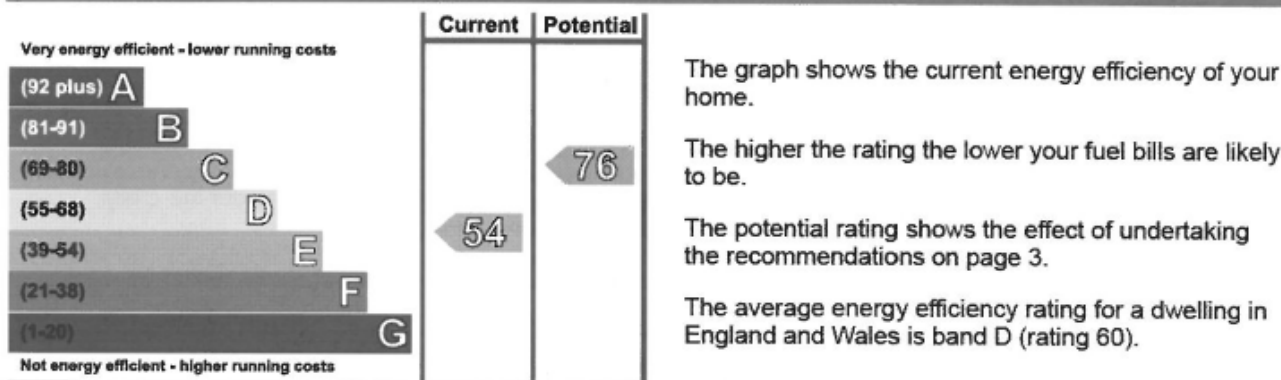 Current Potential
Very energy efficient - lower running costs
(92 plus) A
(81-91) B
(69-80) C
(55-68) D
(39-54) E
(21-38) F
(1-20) G
Not energy efficient - higher running costs
54
76
The graph shows the current energy efficiency of your
home.
The higher the rating the lower your fuel bills are likely
to be.
The potential rating shows the effect of undertaking
the recommendations on page 3.
The average energy efficiency rating for a dwelling in
England and Wales is band D (rating 60).